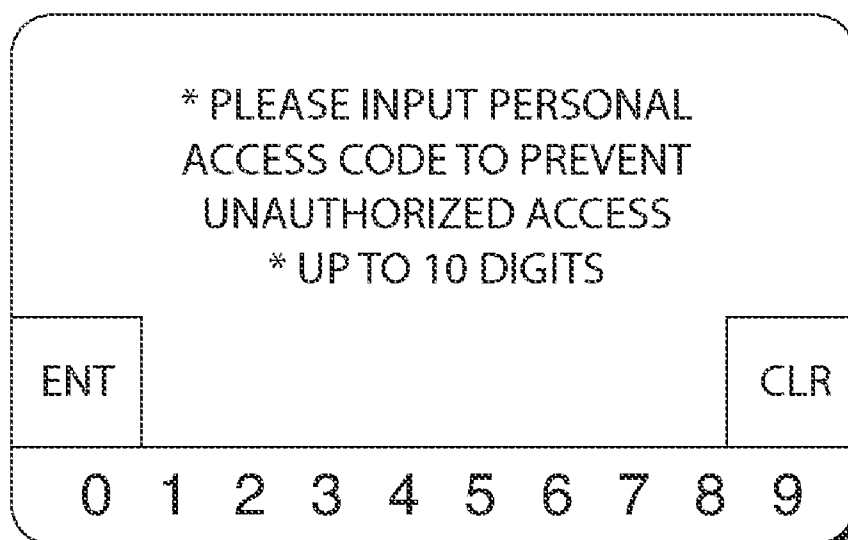 * PLEASE INPUT PERSONAL
ACCESS CODE TO PREVENT
UNAUTHORIZED ACCESS
* UP TO 10 DIGITS
ENT CLR
0 1 2 3 4 5 6 7 8 9